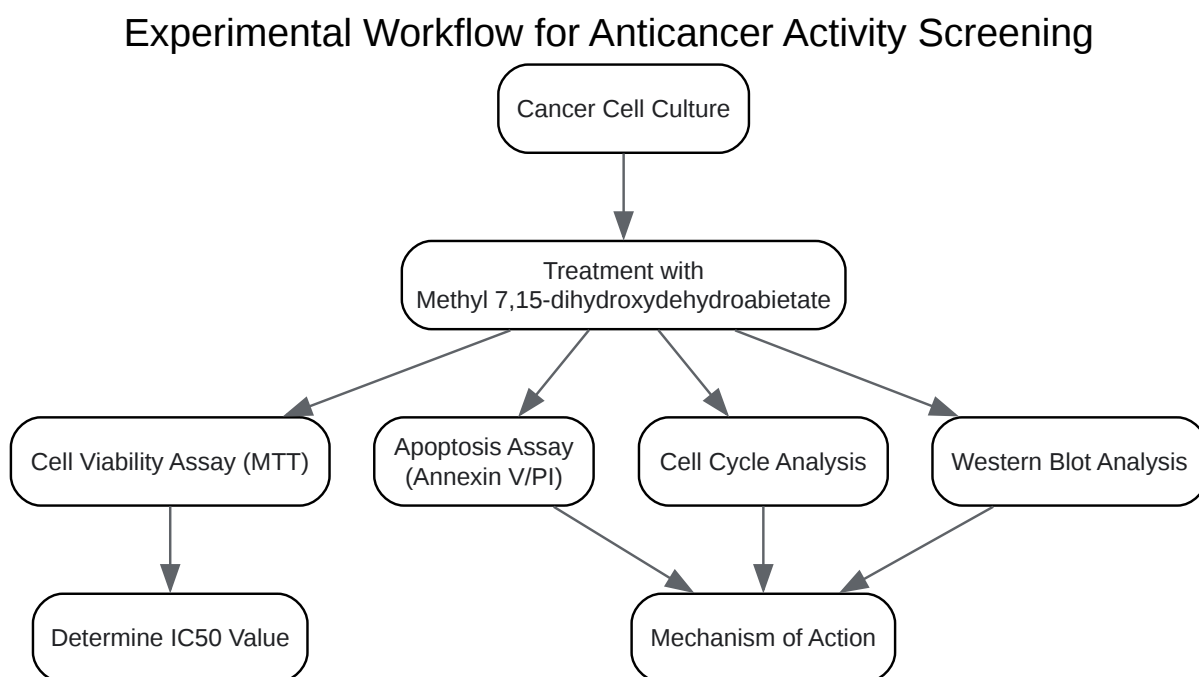 Experimental Workflow for Anticancer Activity Screening
Cancer Cell Culture
Treatment with
Methyl 7,15-dihydroxydehydroabietate
Cell Viability Assay (MTT)
Apoptosis Assay
(Annexin V/PI)
Cell Cycle Analysis
Western Blot Analysis
Determine IC50 Value
Mechanism of Action